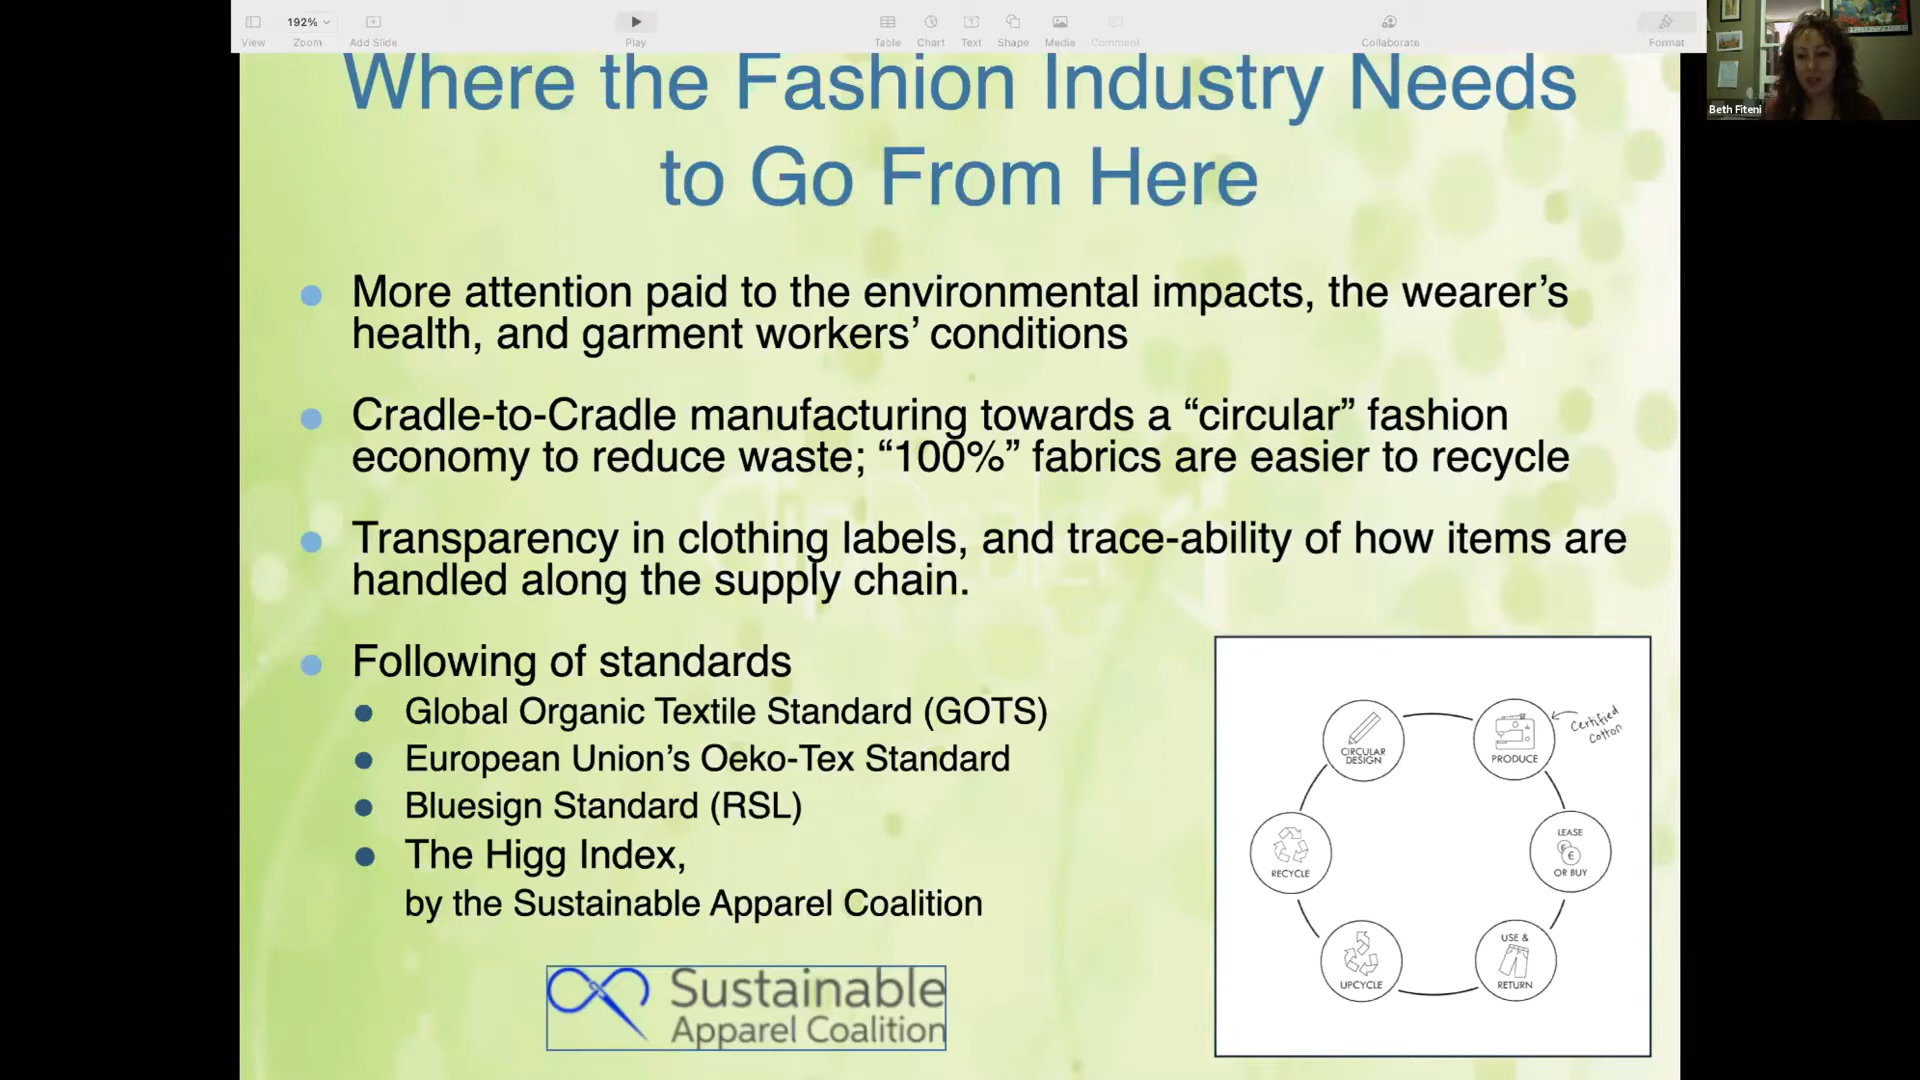 192%
View
Zoom
Add Slide
Play
Table
Chart
Text
Shape
Media
Comment
Collaborate
Format
Beth Fiteni
Where the Fashion Industry Needs
to Go From Here
More attention paid to the environmental impacts, the wearer’s
health, and garment workers’ conditions
Cradle-to-Cradle manufacturing towards a “circular” fashion
economy to reduce waste; “100%” fabrics are easier to recycle
Transparency in clothing labels, and trace-ability of how items are
handled along the supply chain.
Following of standards
Global Organic Textile Standard (GOTS)
European Union’s Oeko-Tex Standard
Bluesign Standard (RSL)
The Higg Index,
by the Sustainable Apparel Coalition
Sustainable
Apparel Coalition
CIRCULAR
DESIGN
PRODUCE
Certified
Cotton
LEASE
€
OR BUY
USE &
RETURN
UPCYCLE
RECYCLE